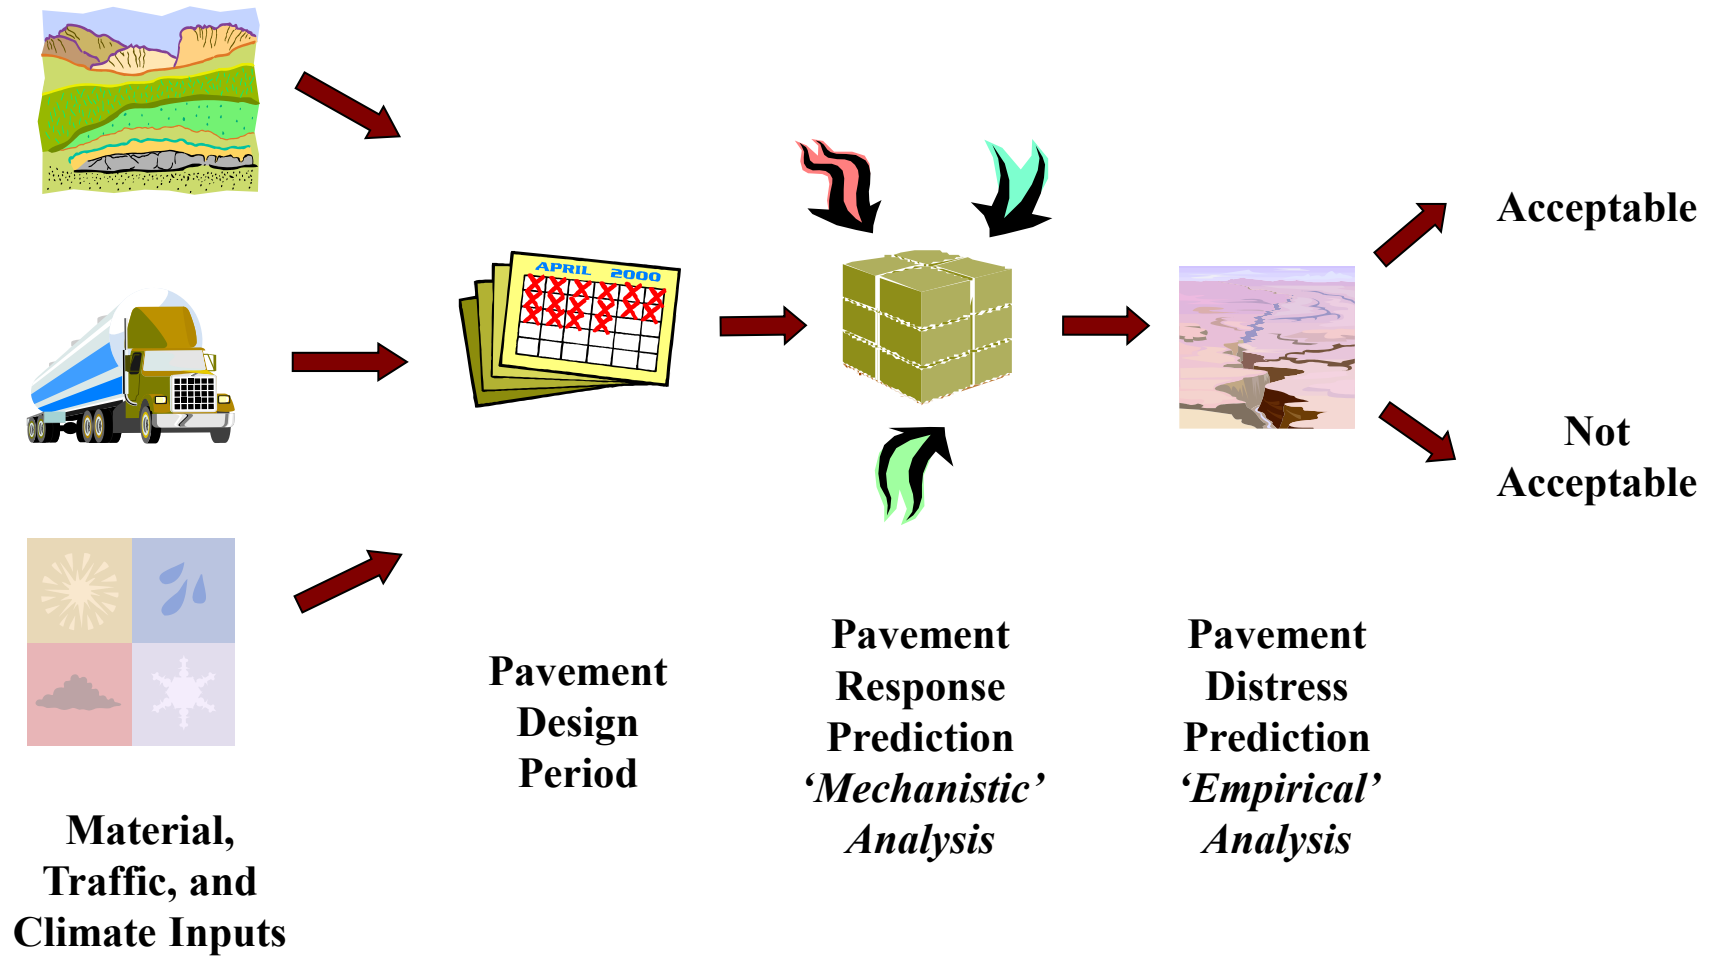 APRIL 2000
Acceptable
Not
Acceptable
Pavement
Design
Period
Pavement
Response
Prediction
‘Mechanistic’
Analysis
Pavement
Distress
Prediction
‘Empirical’
Analysis
Material,
Traffic, and
Climate Inputs